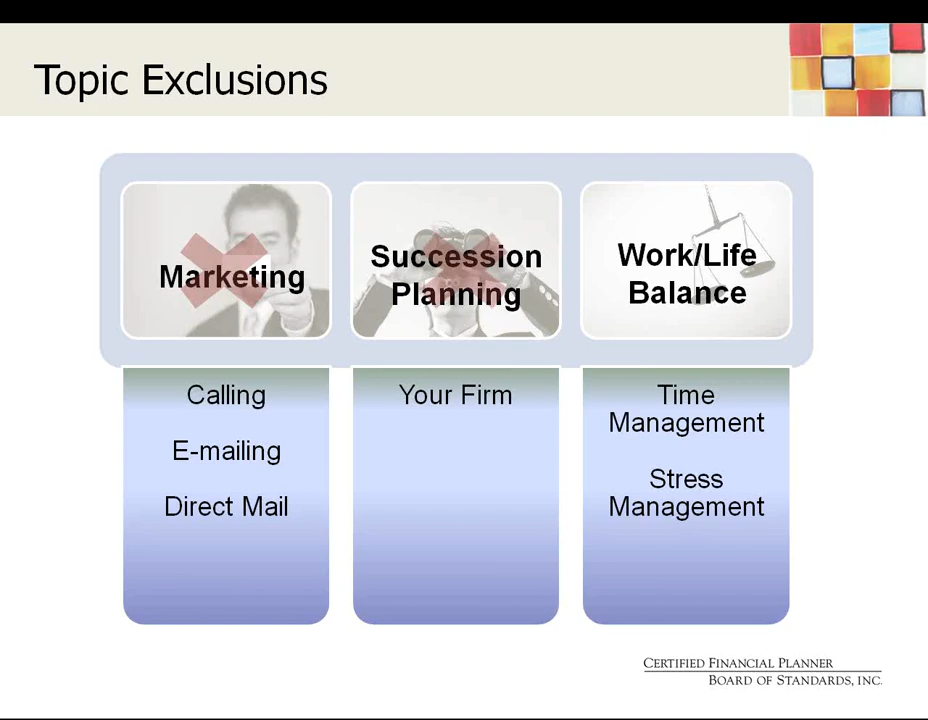 Topic Exclusions
Marketing
Succession
Planning
Work/Life
Balance
Calling
E-mailing
Direct Mail
Your Firm
Time
Management
Stress
Management
CERTIFIED FINANCIAL PLANNER
BOARD OF STANDARDS, INC.